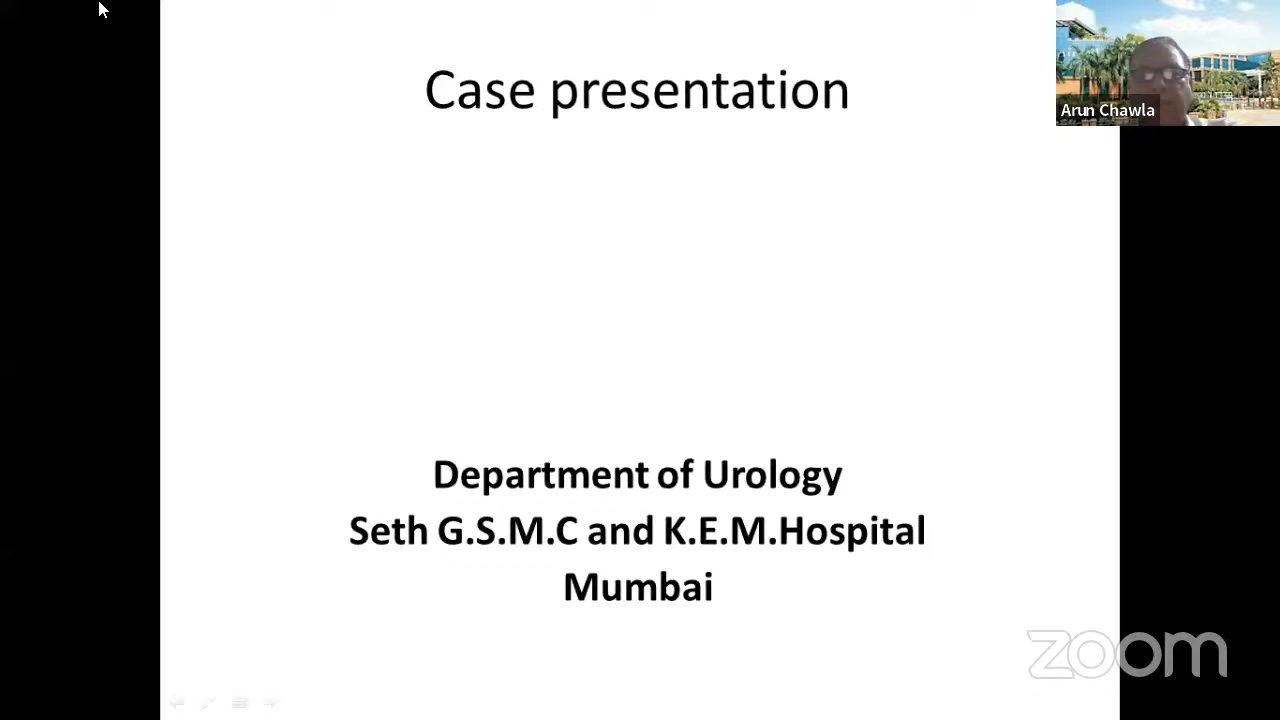 Case presentation
Arun Chawla
Department of Urology
Seth G.S.M.C and K.E.M.Hospital
Mumbai
zoom